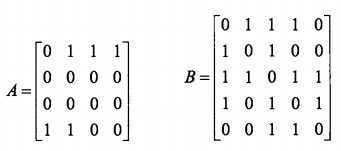 A = [0 1 1 1
0 0 0 0
0 0 0 0
1 1 0 0]
B = [0 1 1 1 0
1 0 1 0 0
1 1 0 1 1
1 0 1 0 1
0 0 1 1 0]